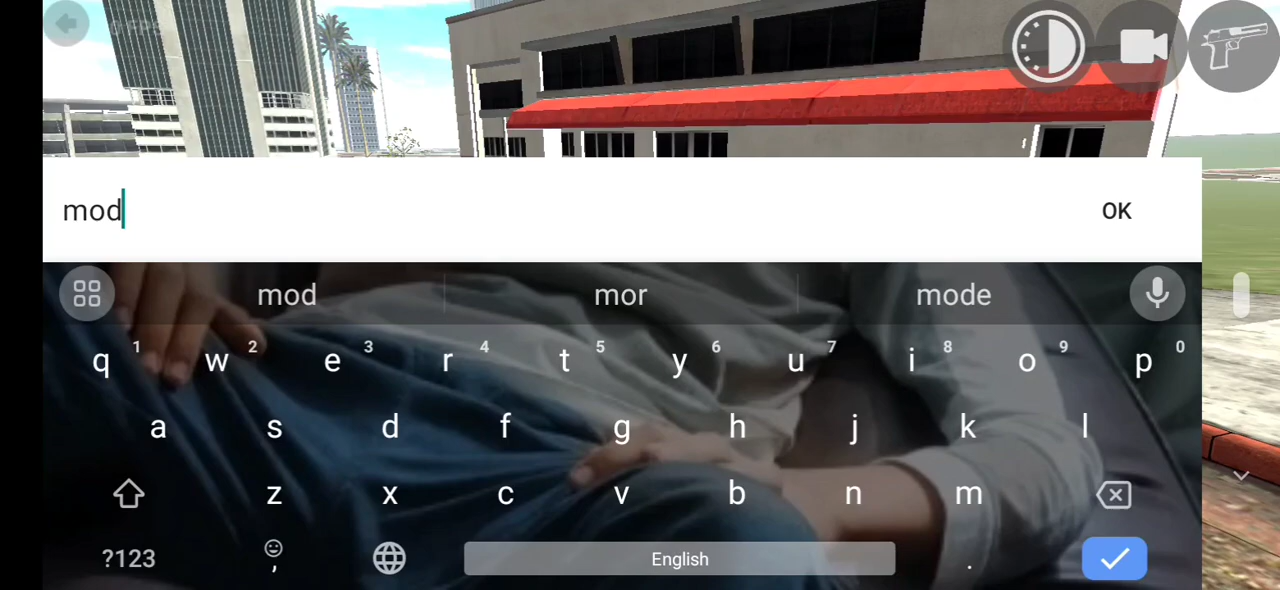 mod
OK
mod mor mode
q 1 w 2 e 3 r 4 t 5 y 6 u 7 i 8 o 9 p 0
a s d f g h j k l
z x c v b n m
?123 , English .